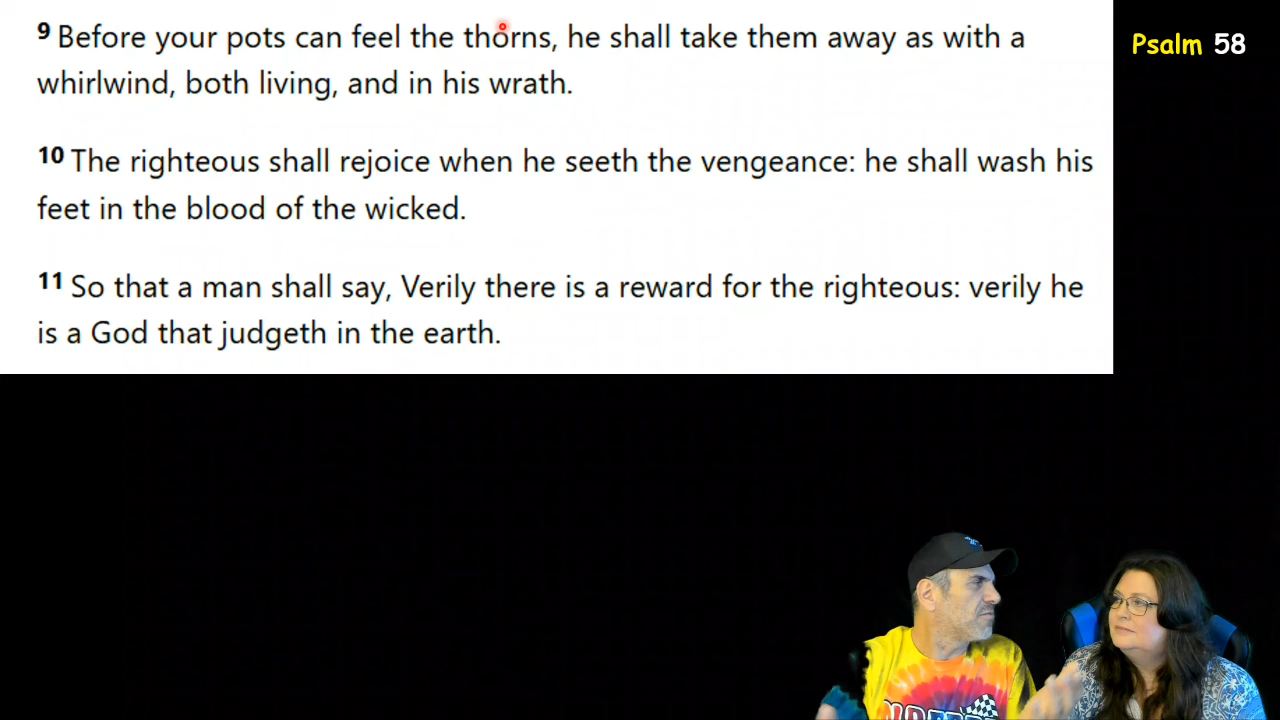 9 Before your pots can feel the thorns, he shall take them away as with a
whirlwind, both living, and in his wrath.
10 The righteous shall rejoice when he seeth the vengeance: he shall wash his
feet in the blood of the wicked.
11 So that a man shall say, Verily there is a reward for the righteous: verily he
is a God that judgeth in the earth.
Psalm 58